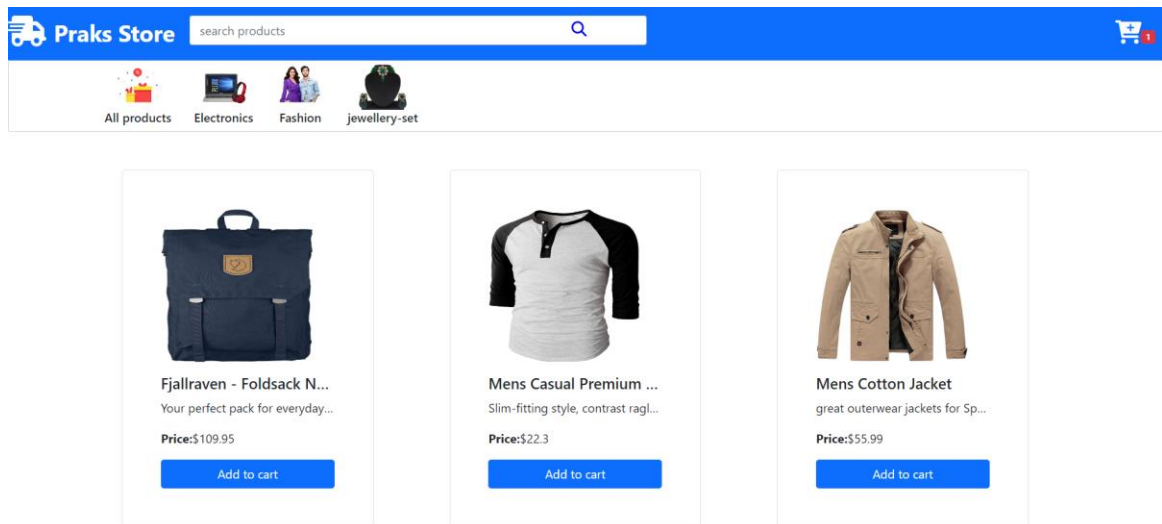 Praks Store
search products
1
All products
Electronics
Fashion
jewellery-set
Fjallraven - Foldsack N...
Your perfect pack for everyday...
Price:$109.95
Add to cart
Mens Casual Premium ...
Slim-fitting style, contrast ragl...
Price:$22.3
Add to cart
Mens Cotton Jacket
great outerwear jackets for Sp...
Price:$55.99
Add to cart